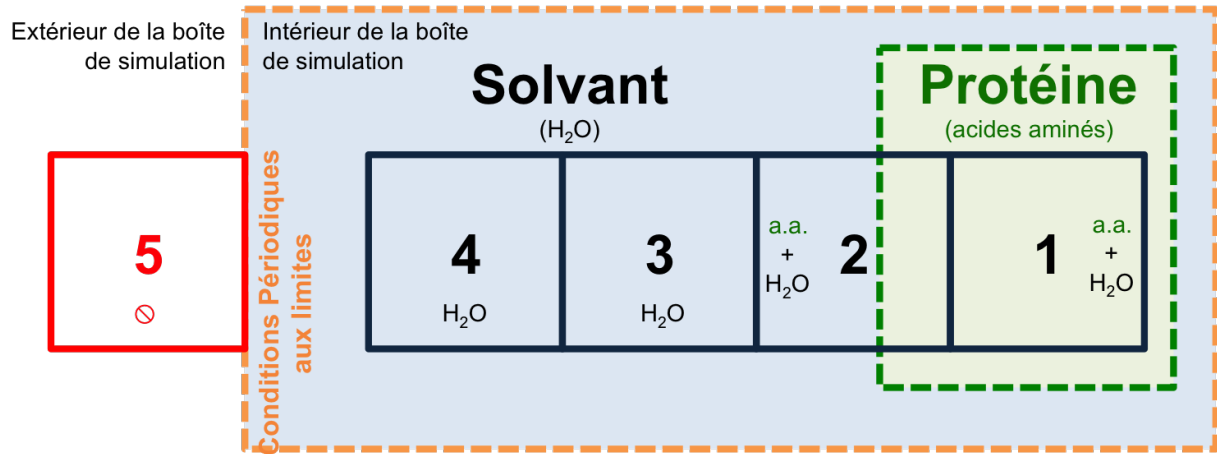 Extérieur de la boîte
de simulation
Intérieur de la boîte
de simulation
Solvant
(H₂O)
Protéine
(acides aminés)
Conditions Périodiques
aux limites
5
4
H₂O
3
H₂O
a.a.
+
H₂O
2
1
a.a.
+
H₂O